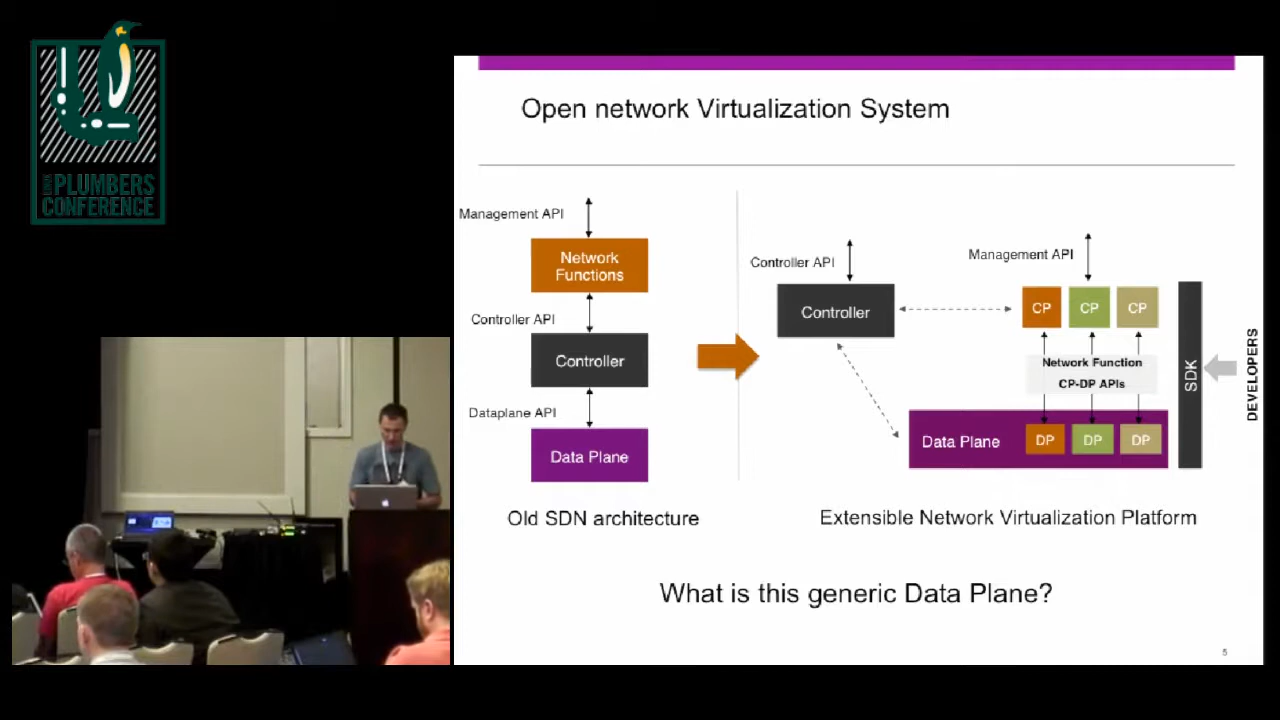 LINUX
PLUMBERS
CONFERENCE
Open network Virtualization System
Management API
Network
Functions
Controller API
Controller
Dataplane API
Data Plane
Old SDN architecture
Controller API
Controller
Management API
CP CP CP
Network Function
CP-DP APIs
Data Plane DP DP DP
SDK
DEVELOPERS
Extensible Network Virtualization Platform
What is this generic Data Plane?
5